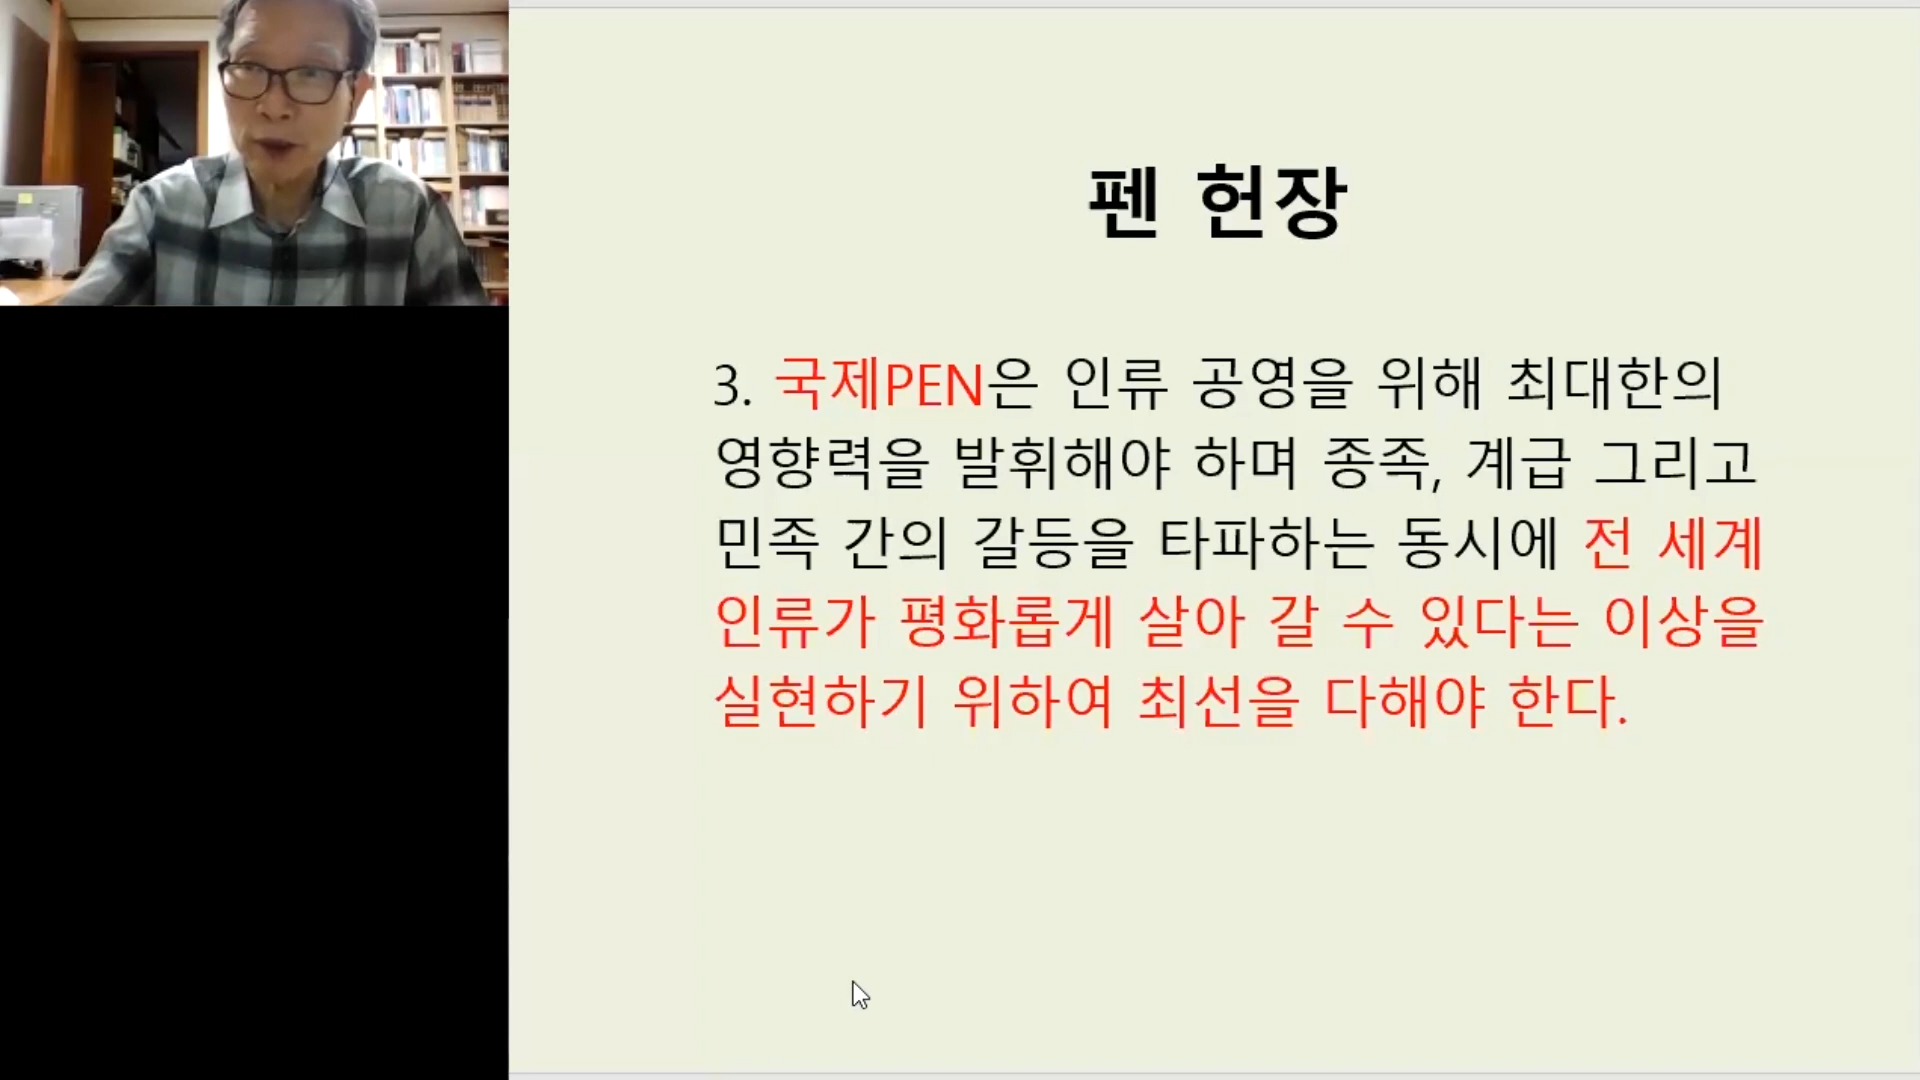 펜 헌장
3. 국제PEN은 인류 공영을 위해 최대한의
영향력을 발휘해야 하며 종족, 계급 그리고
민족 간의 갈등을 타파하는 동시에 전 세계
인류가 평화롭게 살아 갈 수 있다는 이상을
실현하기 위하여 최선을 다해야 한다.